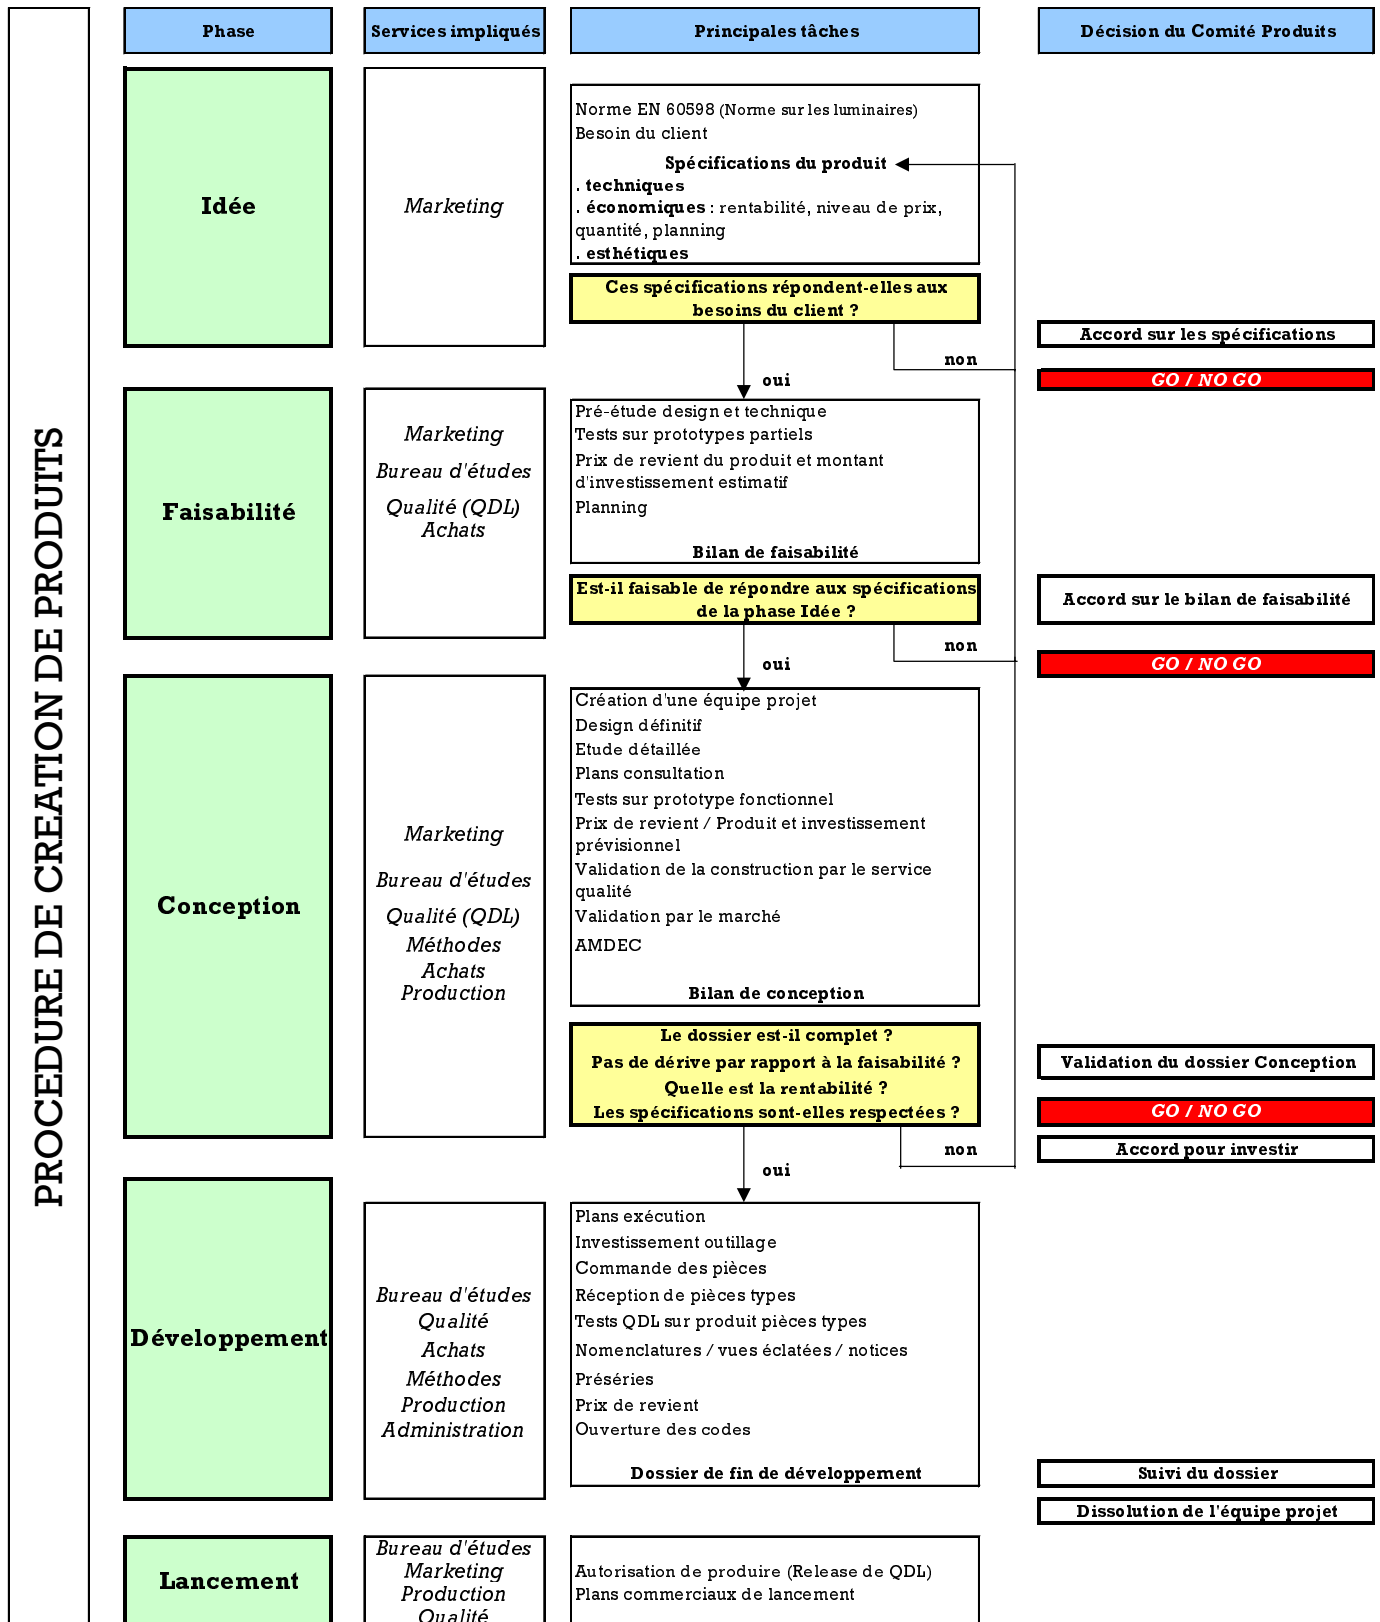 PROCEDURE DE CREATION DE PRODUITS
Phase
Services impliqués
Principales tâches
Décision du Comité Produits
Idée
Marketing
Norme EN 60598 (Norme sur les luminaires)
Besoin du client
Spécifications du produit
. techniques
. économiques : rentabilité, niveau de prix,
quantité, planning
. esthétiques
Ces spécifications répondent-elles aux
besoins du client ?
non
oui
Accord sur les spécifications
GO / NO GO
Faisabilité
Marketing
Bureau d'études
Qualité (QDL)
Achats
Pré-étude design et technique
Tests sur prototypes partiels
Prix de revient du produit et montant
d'investissement estimatif
Planning
Bilan de faisabilité
Est-il faisable de répondre aux spécifications
de la phase Idée ?
non
oui
Accord sur le bilan de faisabilité
GO / NO GO
Conception
Marketing
Bureau d'études
Qualité (QDL)
Méthodes
Achats
Production
Création d'une équipe projet
Design définitif
Etude détaillée
Plans consultation
Tests sur prototype fonctionnel
Prix de revient / Produit et investissement
prévisionnel
Validation de la construction par le service
qualité
Validation par le marché
AMDEC
Bilan de conception
Le dossier est-il complet ?
Pas de dérive par rapport à la faisabilité ?
Quelle est la rentabilité ?
Les spécifications sont-elles respectées ?
non
oui
Validation du dossier Conception
GO / NO GO
Accord pour investir
Développement
Bureau d'études
Qualité
Achats
Méthodes
Production
Administration
Plans exécution
Investissement outillage
Commande des pièces
Réception de pièces types
Tests QDL sur produit pièces types
Nomenclatures / vues éclatées / notices
Préséries
Prix de revient
Ouverture des codes
Dossier de fin de développement
Suivi du dossier
Dissolution de l'équipe projet
Lancement
Bureau d'études
Marketing
Production
Qualité
Autorisation de produire (Release de QDL)
Plans commerciaux de lancement